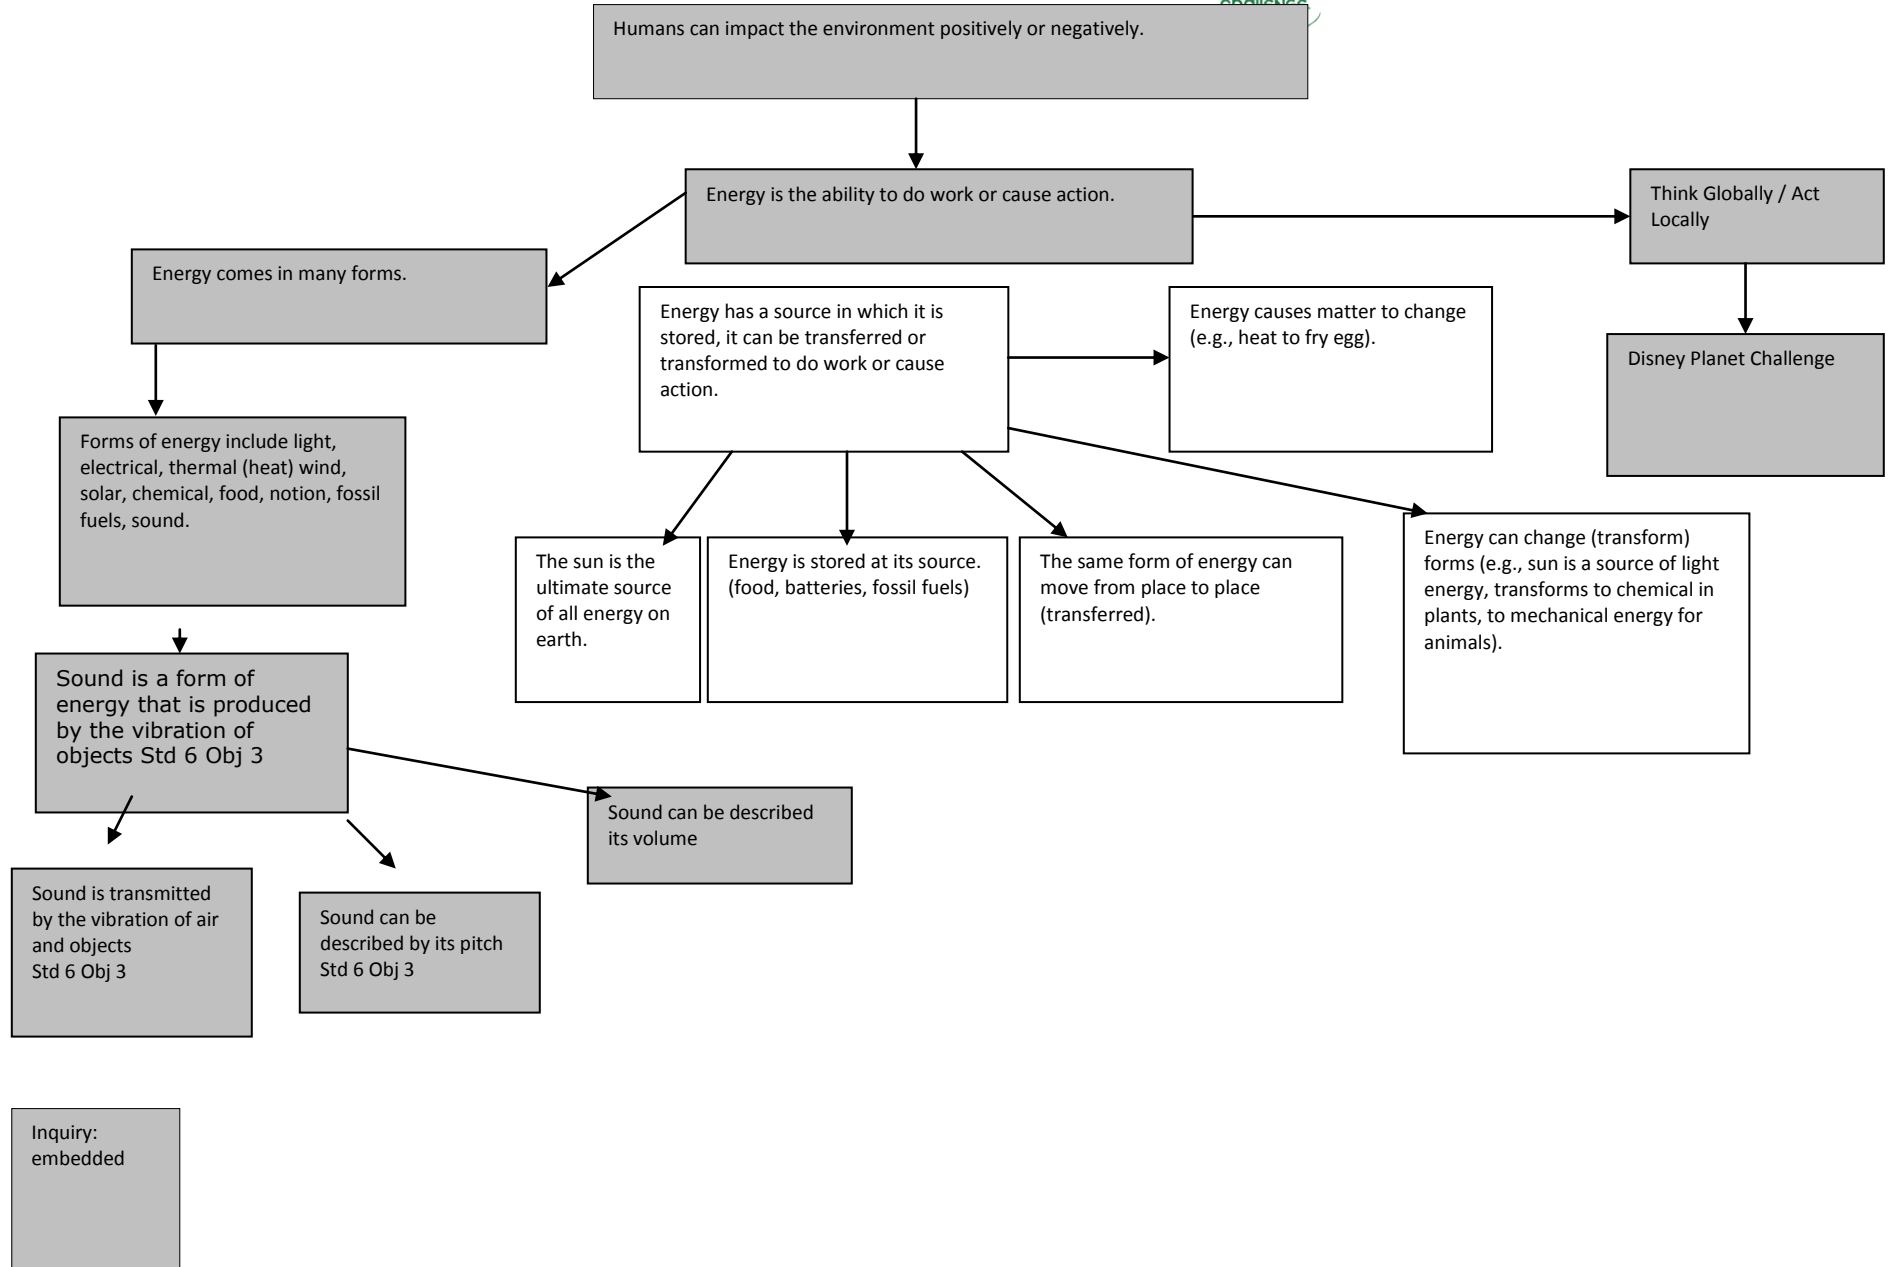 Humans can impact the environment positively or negatively.
Energy is the ability to do work or cause action.
Think Globally / Act
Locally
Energy comes in many forms.
Energy has a source in which it is
stored, it can be transferred or
transformed to do work or cause
action.
Energy causes matter to change
(e.g., heat to fry egg).
Disney Planet Challenge
Forms of energy include light,
electrical, thermal (heat) wind,
solar, chemical, food, notion, fossil
fuels, sound.
The sun is the
ultimate source
of all energy on
earth.
Energy is stored at its source.
(food, batteries, fossil fuels)
The same form of energy can
move from place to place
(transferred).
Energy can change (transform)
forms (e.g., sun is a source of light
energy, transforms to chemical in
plants, to mechanical energy for
animals).
Sound is a form of
energy that is produced
by the vibration of
objects Std 6 Obj 3
Sound can be described
its volume
Sound is transmitted
by the vibration of air
and objects
Std 6 Obj 3
Sound can be
described by its pitch
Std 6 Obj 3
Inquiry:
embedded